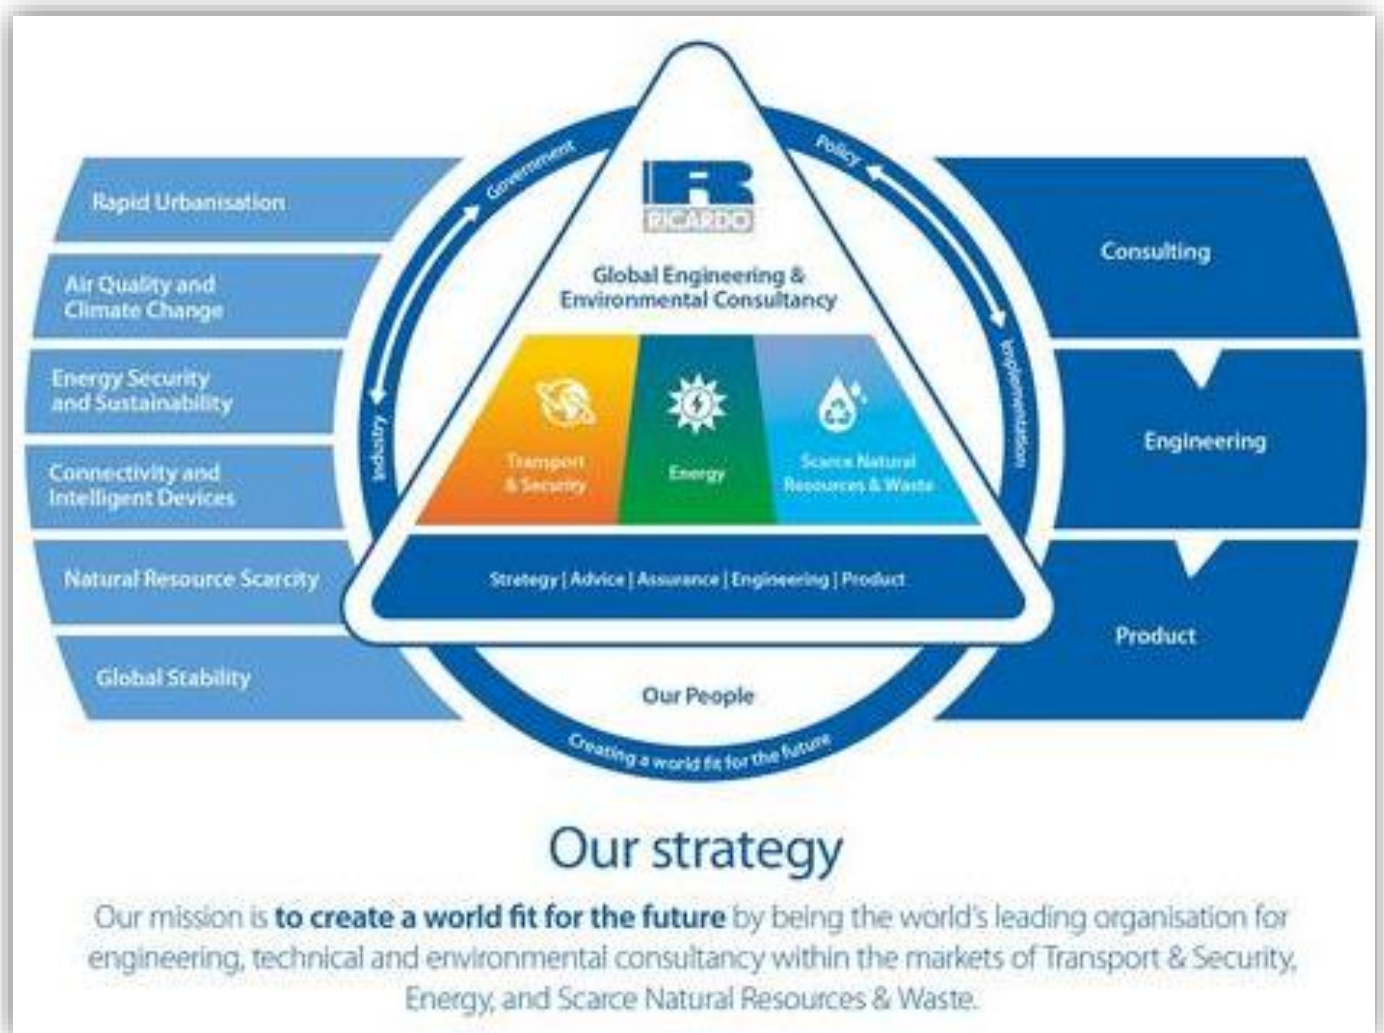 Rapid Urbanisation
Air Quality and
Climate Change
Energy Security
and Sustainability
Connectivity and
Intelligent Devices
Natural Resource Scarcity
Global Stability
Government
Industry
Policy
Implementation
RICARDO
Global Engineering &
Environmental Consultancy
Transport
& Security
Energy
Scarce Natural
Resources & Waste
Strategy | Advice | Assurance | Engineering | Product
Our People
Creating a world fit for the future
Consulting
Engineering
Product
Our strategy
Our mission is to create a world fit for the future by being the world's leading organisation for
engineering, technical and environmental consultancy within the markets of Transport & Security,
Energy, and Scarce Natural Resources & Waste.